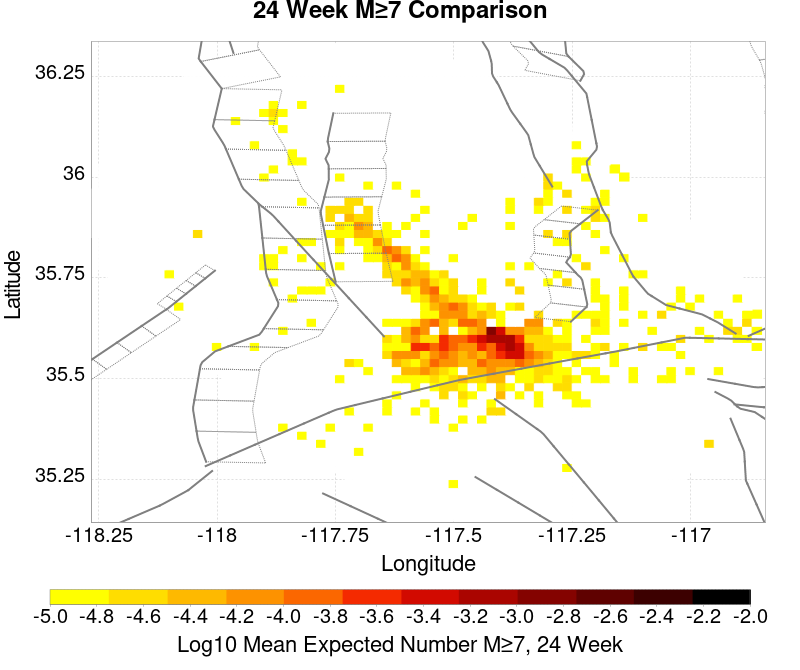 24 Week M≥7 Comparison
36.25
36
35.75
35.5
35.25
Latitude
-118.25 -118 -117.75 -117.5 -117.25 -117
Longitude
-5.0 -4.8 -4.6 -4.4 -4.2 -4.0 -3.8 -3.6 -3.4 -3.2 -3.0 -2.8 -2.6 -2.4 -2.2 -2.0
Log10 Mean Expected Number M≥7, 24 Week